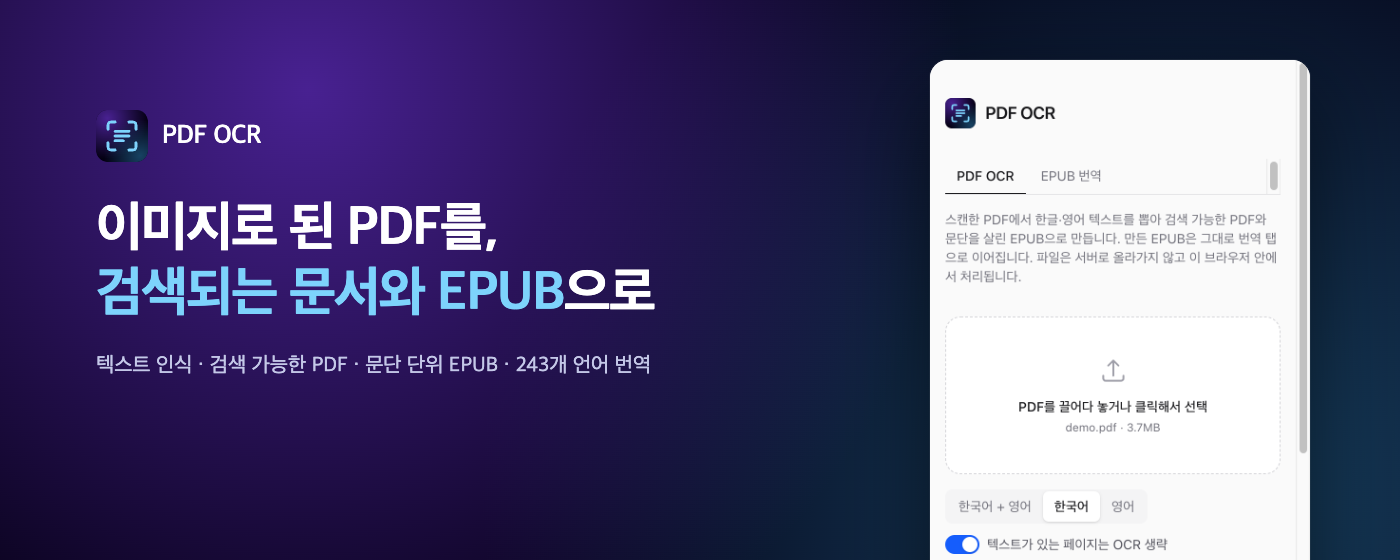 PDF OCR
이미지로 된 PDF를,
검색되는 문서와 EPUB으로
텍스트 인식 · 검색 가능한 PDF · 문단 단위 EPUB · 243개 언어 번역
PDF OCR
PDF OCR EPUB 번역
스캔한 PDF에서 한글·영어 텍스트를 뽑아 검색 가능한 PDF와
문단을 살린 EPUB으로 만듭니다. 만든 EPUB은 그대로 번역 탭
으로 이어집니다. 파일은 서버로 올라가지 않고 이 브라우저 안에
서 처리됩니다.
PDF를 끌어다 놓거나 클릭해서 선택
demo.pdf · 3.7MB
한국어 + 영어 한국어 영어
텍스트가 있는 페이지는 OCR 생략